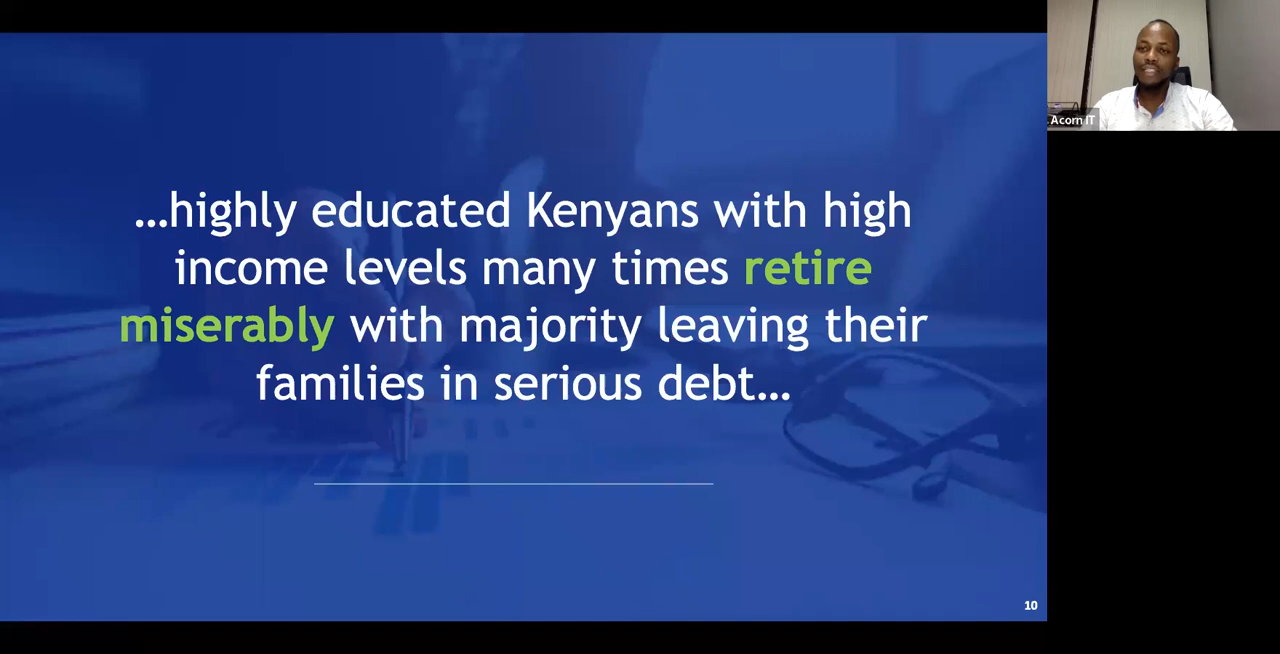 …highly educated Kenyans with high
income levels many times retire
miserably with majority leaving their
families in serious debt…
10
Acorn IT